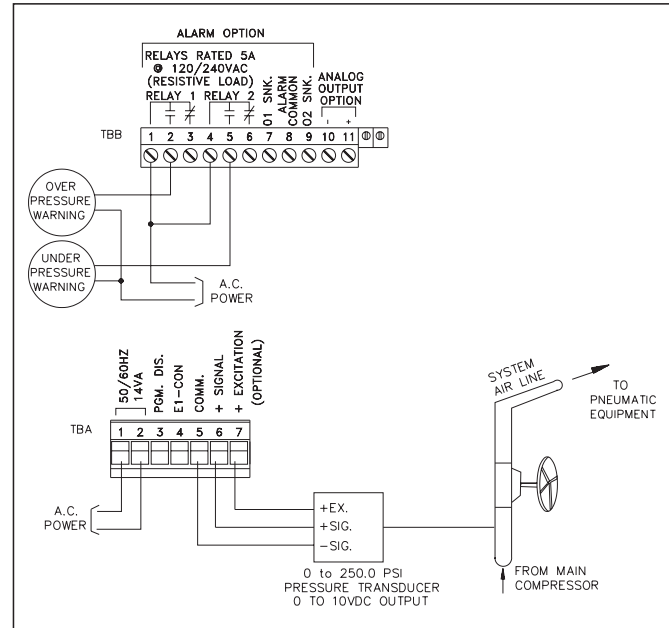 ALARM OPTION
RELAYS RATED 5A
@ 120/240VAC
(RESISTIVE LOAD)
RELAY 1 RELAY 2
O1 SNK.
ALARM
COMMON
O2 SNK.
ANALOG
OUTPUT
OPTION
- +
TBB 1 2 3 4 5 6 7 8 9 10 11
OVER
PRESSURE
WARNING
UNDER
PRESSURE
WARNING
A.C.
POWER
50/60HZ
14VA
PGM. DIS.
E1-CON
COMM.
+ SIGNAL
+ EXCITATION
(OPTIONAL)
TBA 1 2 3 4 5 6 7
A.C.
POWER
+EX.
+SIG.
-SIG.
0 to 250.0 PSI
PRESSURE TRANSDUCER
0 TO 10VDC OUTPUT
SYSTEM
AIR LINE
TO
PNEUMATIC
EQUIPMENT
FROM MAIN
COMPRESSOR